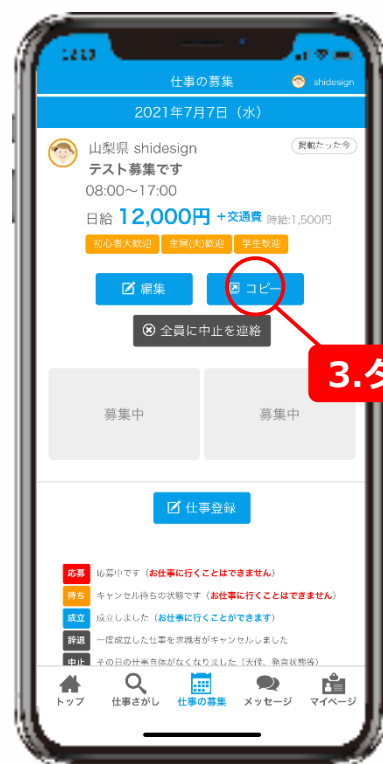 仕事の募集 shidesign
2021年7月7日（水）
山梨県 shidesign 掲載たった今
テスト募集です
08:00～17:00
日給 12,000円 +交通費 時給:1,500円
初心者大歓迎 主婦(夫)歓迎 学生歓迎
編集 コピー
全員に中止を連絡
3.タ
募集中 募集中
仕事登録
応募 応募中です（お仕事に行くことはできません）
待ち キャンセル待ちの状態です（お仕事に行くことはできません）
成立 成立しました（お仕事に行くことができます）
辞退 一度成立した仕事を求職者がキャンセルしました
中止 その日の仕事自体がなくなりました（天候、発育状態等）
トップ 仕事さがし 仕事の募集 メッセージ マイページ